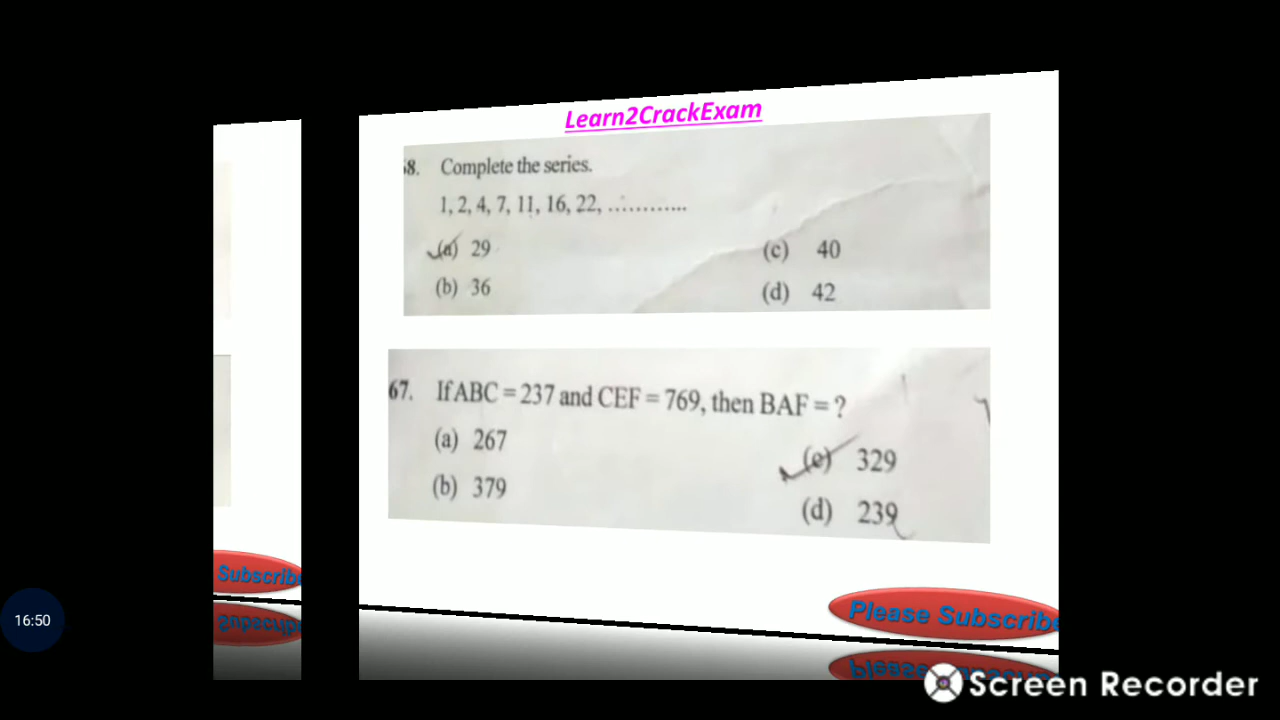 Learn2CrackExam
8. Complete the series.
1, 2, 4, 7, 11, 16, 22, ............
(a) 29 (c) 40
(b) 36 (d) 42
67. If ABC = 237 and CEF = 769, then BAF = ?
(a) 267 (c) 329
(b) 379 (d) 239
Subscribe
Please Subscribe
16:50
Screen Recorder